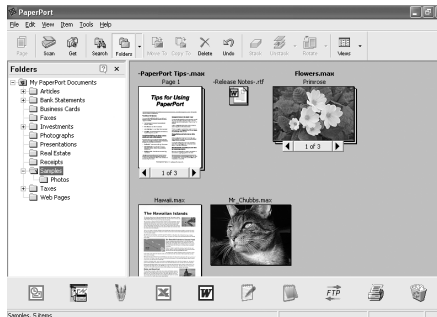 PaperPort
File Edit View Item Tools Help
Page Scan Get Search Folders Move To Copy To Delete Undo Stack Unstack Rotate Views
Folders
My PaperPort Documents
Articles
Bank Statements
Business Cards
Faxes
Investments
Photographs
Presentations
Real Estate
Receipts
Samples
Photos
Taxes
Web Pages
-PaperPort Tips-.max
Page 1
Tips for Using
PaperPort
1 of 3
-Release Notes-.rtf
Flowers.max
Primrose
1 of 3
Hawaii.max
The Hawaiian Islands
Mr_Chubbs.max
FTP
Samples, 5 items